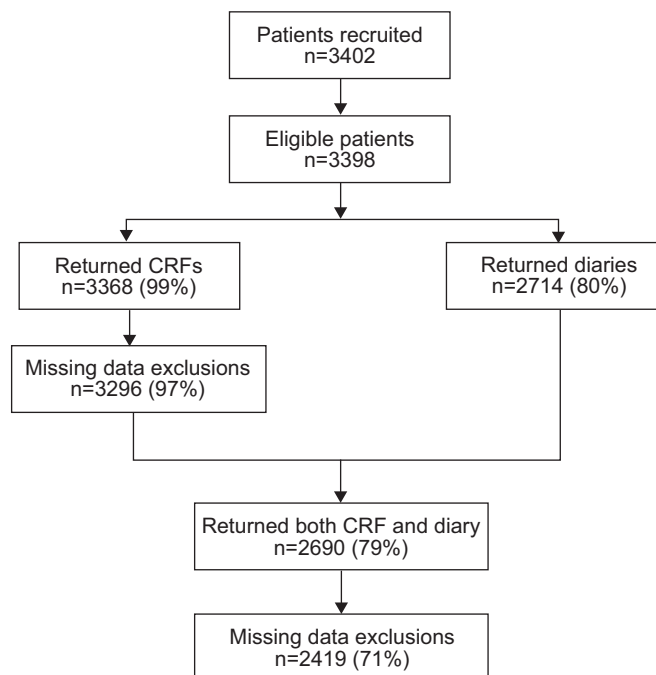 Patients recruited
n=3402
Eligible patients
n=3398
Returned CRFs
n=3368 (99%)
Returned diaries
n=2714 (80%)
Missing data exclusions
n=3296 (97%)
Returned both CRF and diary
n=2690 (79%)
Missing data exclusions
n=2419 (71%)